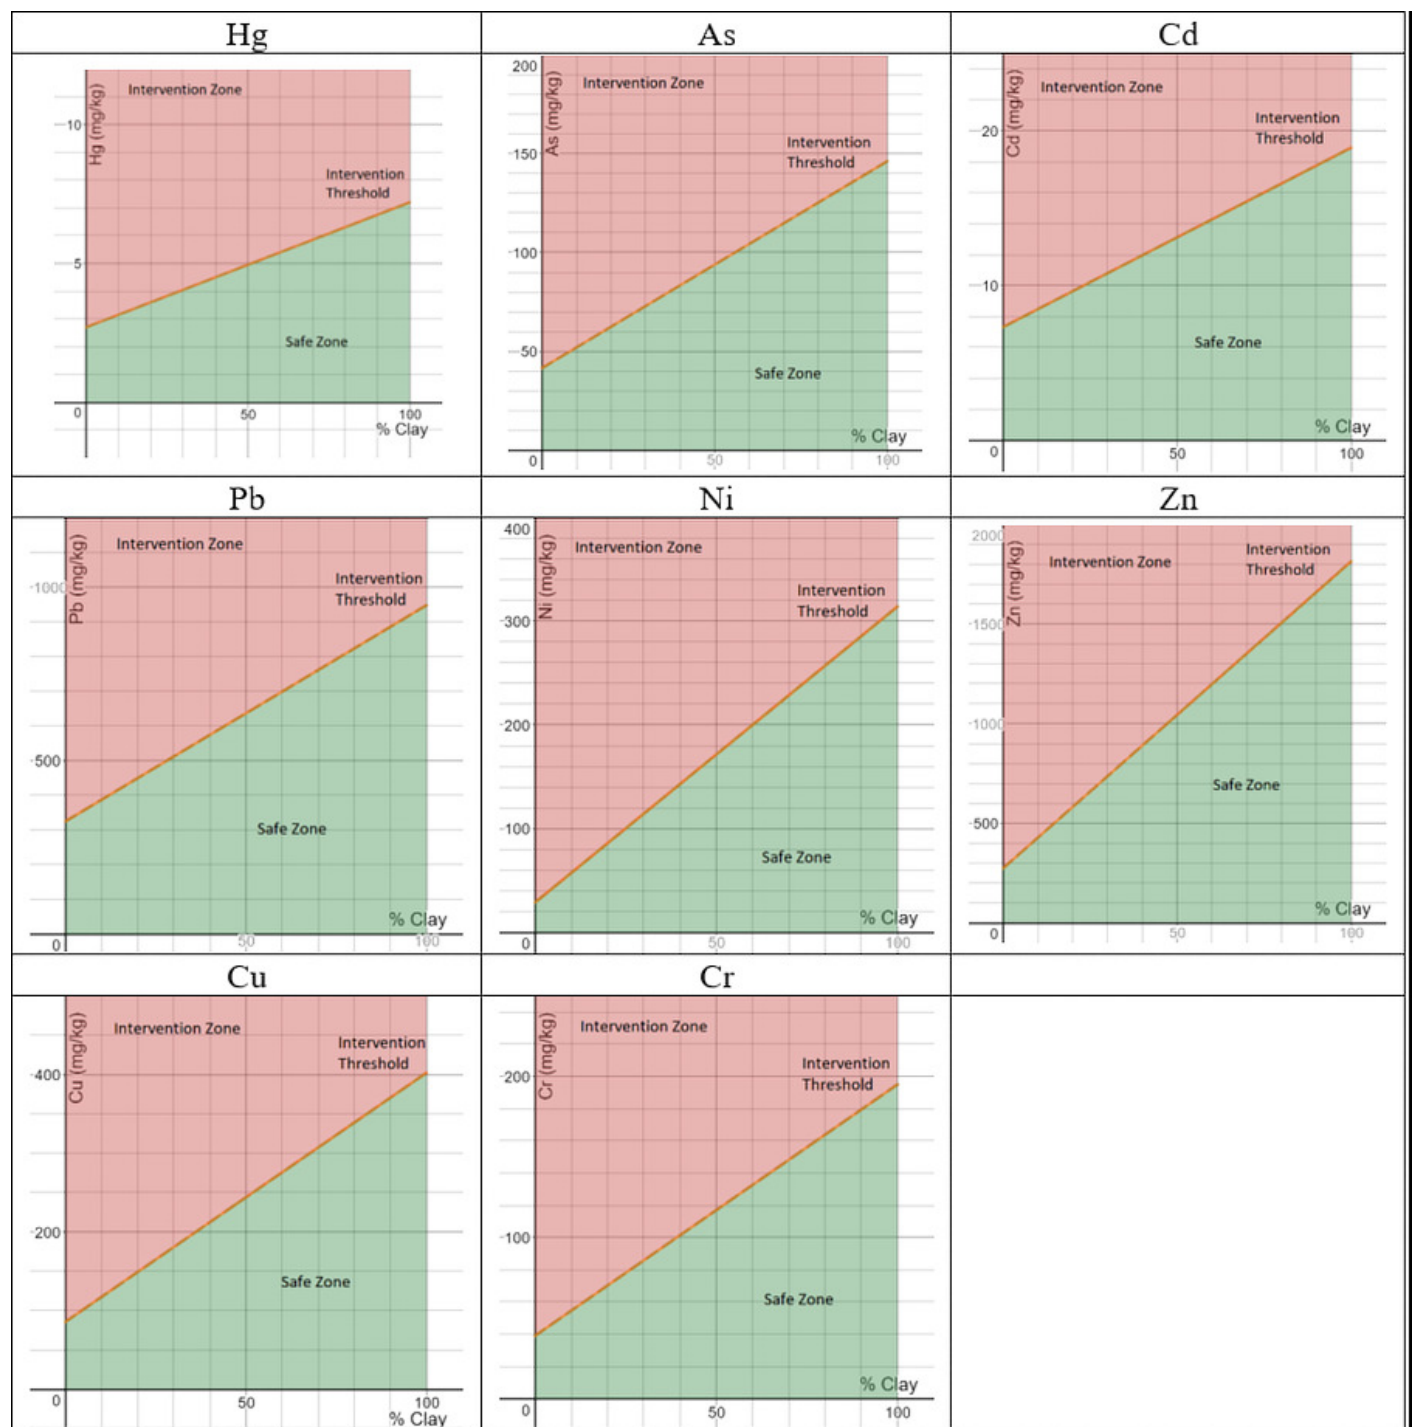 Hg
As
Cd
Hg (mg/kg)
Intervention Zone
10
Intervention
Threshold
5
Safe Zone
0
50
100
% Clay
200
As (mg/kg)
Intervention Zone
150
Intervention
Threshold
100
50
Safe Zone
% Clay
0
50
100
Cd (mg/kg)
Intervention Zone
20
Intervention
Threshold
10
Safe Zone
% Clay
0
50
100
Pb
Ni
Zn
Pb (mg/kg)
Intervention Zone
1000
Intervention
Threshold
500
Safe Zone
% Clay
0
50
100
400
Ni (mg/kg)
Intervention Zone
300
Intervention
Threshold
200
100
Safe Zone
% Clay
0
50
100
2000
Zn (mg/kg)
Intervention Zone
Intervention
Threshold
1500
1000
500
Safe Zone
% Clay
0
50
100
Cu
Cr
Cu (mg/kg)
Intervention Zone
Intervention
Threshold
400
200
Safe Zone
0
50
100
% Clay
Cr (mg/kg)
Intervention Zone
Intervention
Threshold
200
100
Safe Zone
% Clay
0
50
100